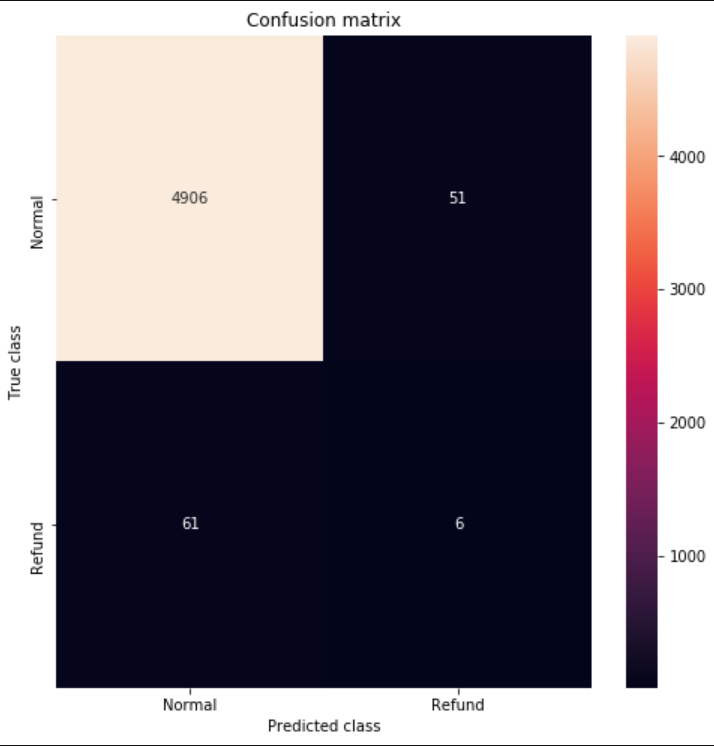 Confusion matrix
Normal
4906
51
4000
3000
True class
2000
Refund
61
6
1000
Normal
Refund
Predicted class